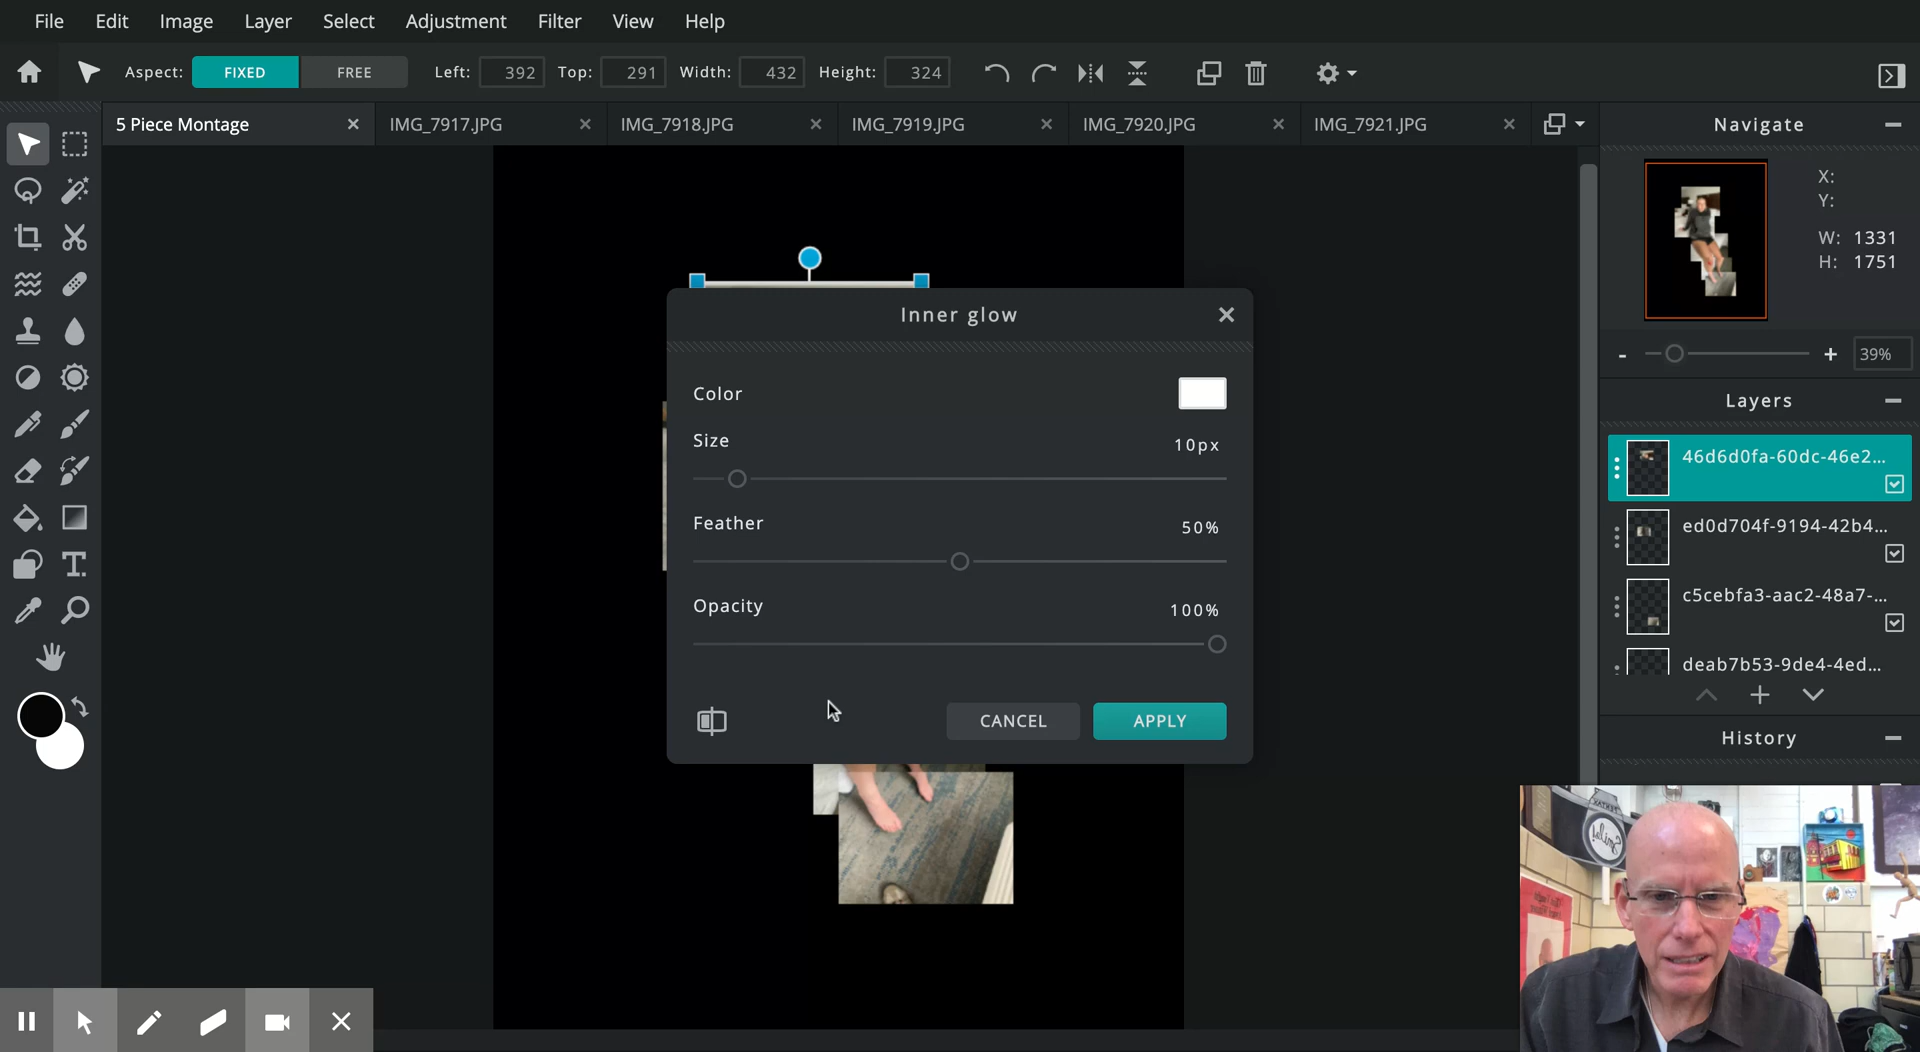 File Edit Image Layer Select Adjustment Filter View Help
Aspect: FIXED FREE Left: 392 Top: 291 Width: 432 Height: 324
5 Piece Montage IMG_7917.JPG IMG_7918.JPG IMG_7919.JPG IMG_7920.JPG IMG_7921.JPG
Navigate
X:
Y:
W: 1331
H: 1751
- + 39%
Layers
46d6d0fa-60dc-46e2...
ed0d704f-9194-42b4...
c5cebfa3-aac2-48a7-...
deab7b53-9de4-4ed...
History
Inner glow
Color
Size 10px
Feather 50%
Opacity 100%
CANCEL APPLY